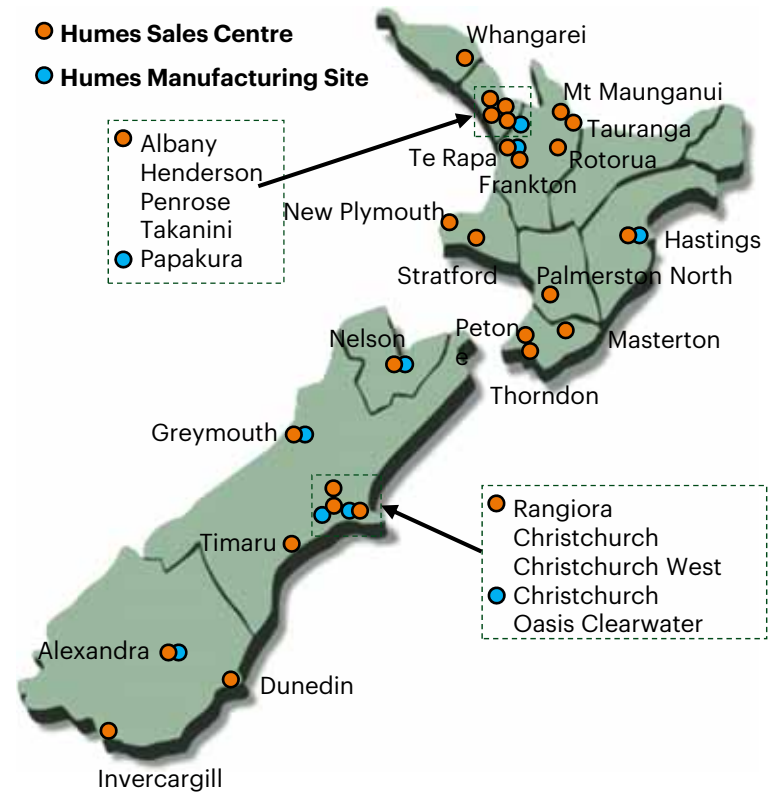 Humes Sales Centre
Humes Manufacturing Site
Whangarei
Mt Maunganui
Tauranga
Albany
Henderson
Penrose
Takanini
Papakura
Te Rapa
Rotorua
Frankton
New Plymouth
Hastings
Stratford
Palmerston North
Peton
e
Nelson
Masterton
Thorndon
Greymouth
Rangiora
Christchurch
Christchurch West
Christchurch
Oasis Clearwater
Timaru
Alexandra
Dunedin
Invercargill